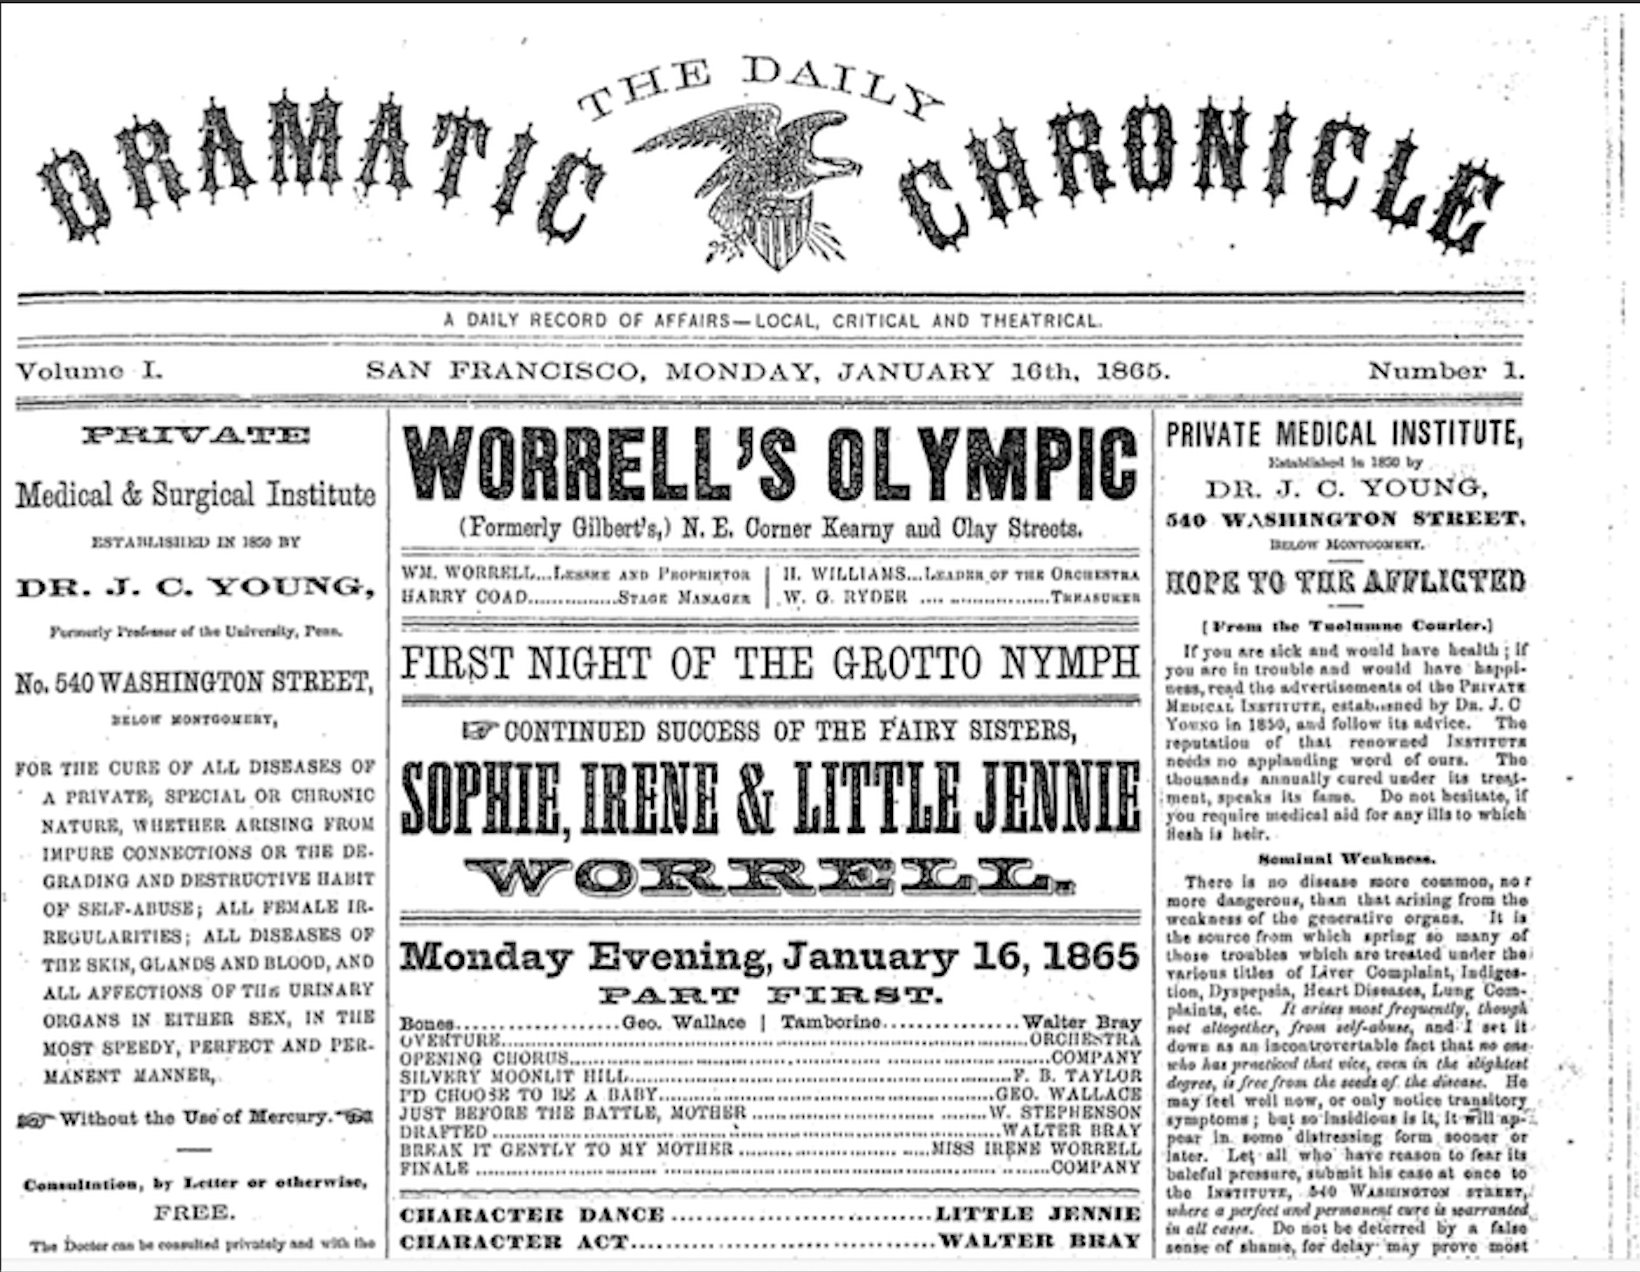 THE DAILY
DRAMATIC CHRONICLE
A DAILY RECORD OF AFFAIRS—LOCAL, CRITICAL AND THEATRICAL.
Volume I. SAN FRANCISCO, MONDAY, JANUARY 16th, 1865. Number 1.
PRIVATE
Medical & Surgical Institute
ESTABLISHED IN 1850 BY
DR. J. C. YOUNG,
Formerly Professor of the University, Penn.
No. 540 WASHINGTON STREET,
BELOW MONTGOMERY,
FOR THE CURE OF ALL DISEASES OF
A PRIVATE, SPECIAL OR CHRONIC
NATURE, WHETHER ARISING FROM
IMPURE CONNECTIONS OR THE DE-
GRADING AND DESTRUCTIVE HABIT
OF SELF-ABUSE; ALL FEMALE IR-
REGULARITIES; ALL DISEASES OF
THE SKIN, GLANDS AND BLOOD, AND
ALL AFFECTIONS OF THE URINARY
ORGANS IN EITHER SEX, IN THE
MOST SPEEDY, PERFECT AND PER-
MANENT MANNER,
☞ Without the Use of Mercury. ☜
Consultation, by Letter or otherwise,
FREE.
The Doctor can be consulted privately and with the
WORRELL'S OLYMPIC
(Formerly Gilbert's,) N. E. Corner Kearny and Clay Streets.
WM. WORRELL...LESSEE AND PROPRIETOR | H. WILLIAMS...LEADER OF THE ORCHESTRA
HARRY COAD...............STAGE MANAGER | W. G. RYDER .... .................TREASURER
FIRST NIGHT OF THE GROTTO NYMPH
☞ CONTINUED SUCCESS OF THE FAIRY SISTERS,
SOPHIE, IRENE & LITTLE JENNIE
WORRELL.
Monday Evening, January 16, 1865
PART FIRST.
Bones....................Geo. Wallace | Tamborine.................Walter Bray
OVERTURE....................ORCHESTRA
OPENING CHORUS....................COMPANY
SILVERY MOONLIT HILL....................F. B. TAYLOR
I'D CHOOSE TO BE A BABY....................GEO. WALLACE
JUST BEFORE THE BATTLE, MOTHER....................W. STEPHENSON
DRAFTED....................WALTER BRAY
BREAK IT GENTLY TO MY MOTHER....................MISS IRENE WORRELL
FINALE....................COMPANY
CHARACTER DANCE....................LITTLE JENNIE
CHARACTER ACT....................WALTER BRAY
PRIVATE MEDICAL INSTITUTE,
Established in 1850 by
DR. J. C. YOUNG,
540 WASHINGTON STREET,
BELOW MONTGOMERY.
HOPE TO THE AFFLICTED
[From the Tuolumne Courier.]
If you are sick and would have health; if
you are in trouble and would have happi-
ness, read the advertisements of the PRIVATE
MEDICAL INSTITUTE, established by DR. J. C
YOUNG in 1850, and follow its advice. The
reputation of that renowned INSTITUTE
needs no applauding word of ours. The
thousands annually cured under its treat-
ment, speaks its fame. Do not hesitate, if
you require medical aid for any ills to which
flesh is heir.
Seminal Weakness.
There is no disease more common, nor
more dangerous, than that arising from the
weakness of the generative organs. It is
the source from which spring so many of
those troubles which are treated under the
various titles of Liver Complaint, Indiges-
tion, Dyspepsia, Heart Diseases, Lung Com-
plaints, etc. It arises most frequently, though
not altogether, from self-abuse, and I set it
down as an incontrovertable fact that no one
who has practiced that vice, even in the slightest
degree, is free from the seeds of the disease. He
may feel well now, or only notice transitory
symptoms; but so insidious is it, it will ap-
pear in some distressing form sooner or
later. Let all who have reason to fear its
baleful pressure, submit his case at once to
the INSTITUTE, 540 WASHINGTON STREET,
where a perfect and permanent cure is warranted
in all cases. Do not be deterred by a false
sense of shame, for delay may prove most